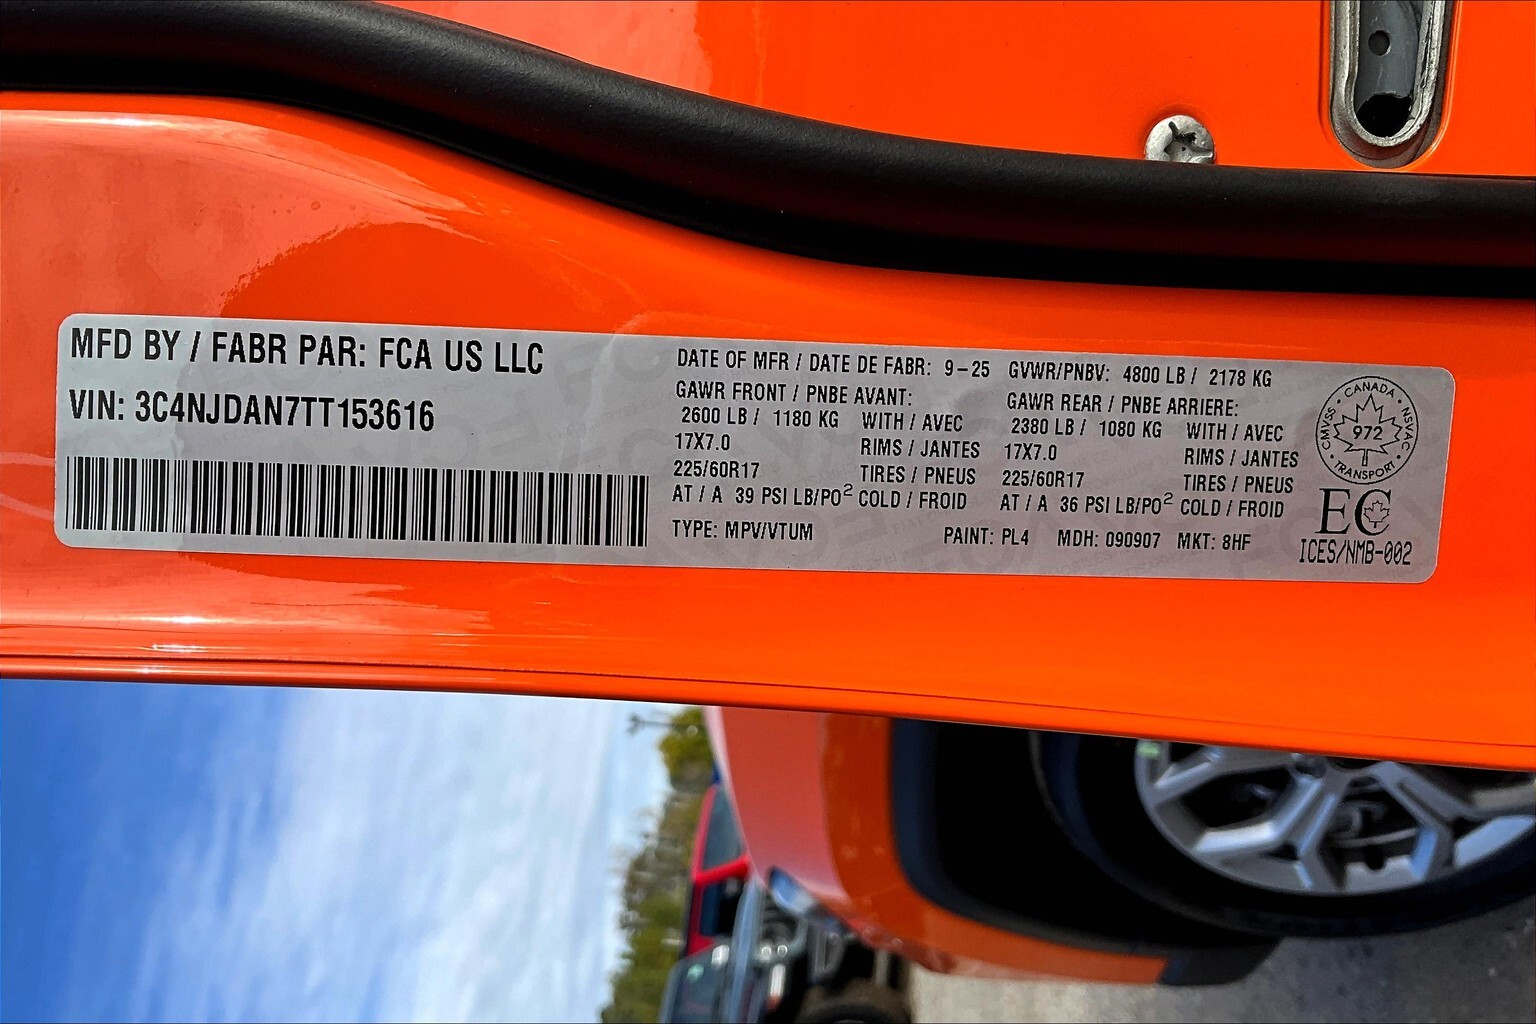 MFD BY / FABR PAR: FCA US LLC
VIN: 3C4NJDAN7TT153616
DATE OF MFR / DATE DE FABR: 9-25 GVWR/PNBV: 4800 LB / 2178 KG
GAWR FRONT / PNBE AVANT:
2600 LB / 1180 KG WITH / AVEC
17X7.0 RIMS / JANTES
225/60R17 TIRES / PNEUS
AT / A 39 PSI LB/PO² COLD / FROID
GAWR REAR / PNBE ARRIERE:
2380 LB / 1080 KG WITH / AVEC
17X7.0 RIMS / JANTES
225/60R17 TIRES / PNEUS
AT / A 36 PSI LB/PO² COLD / FROID
TYPE: MPV/VTUM PAINT: PL4 MDH: 090907 MKT: 8HF
CANADA
CMVSS
NSVAC
972
TRANSPORT
EC
ICES/NMB-002